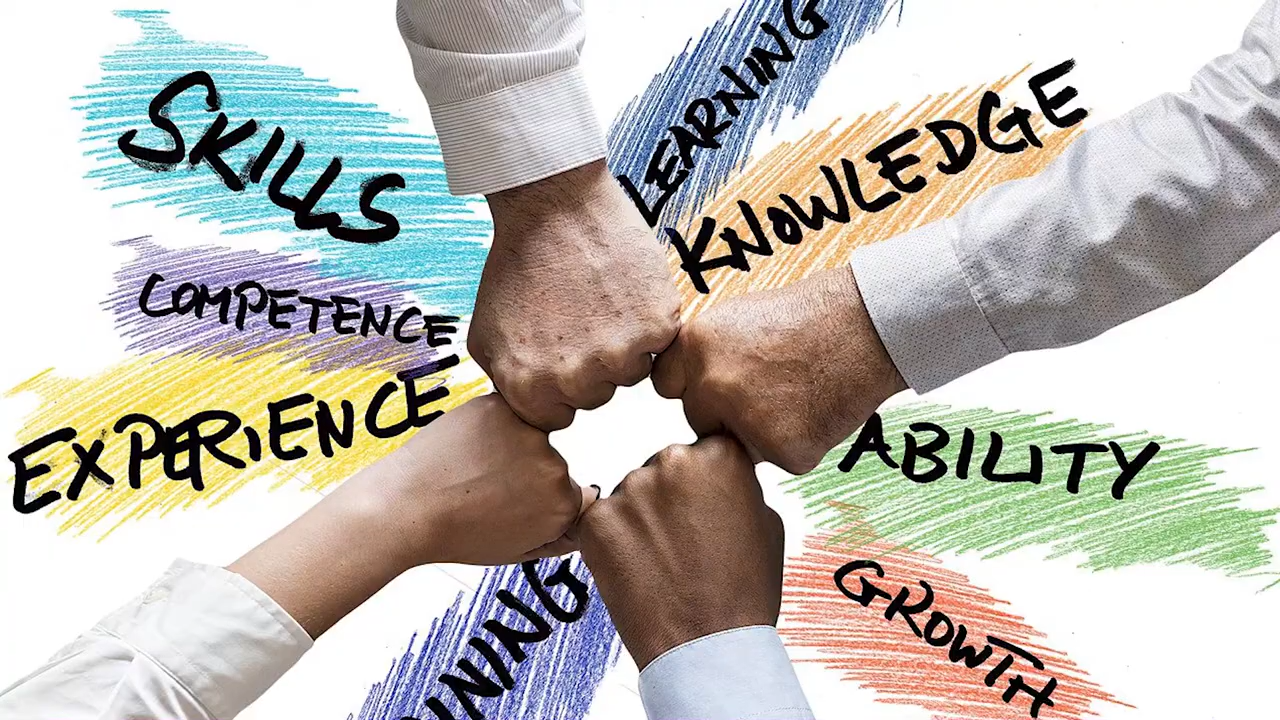 LEARNING
SKILLS
KNOWLEDGE
COMPETENCE
EXPERIENCE
ABILITY
GROWTH